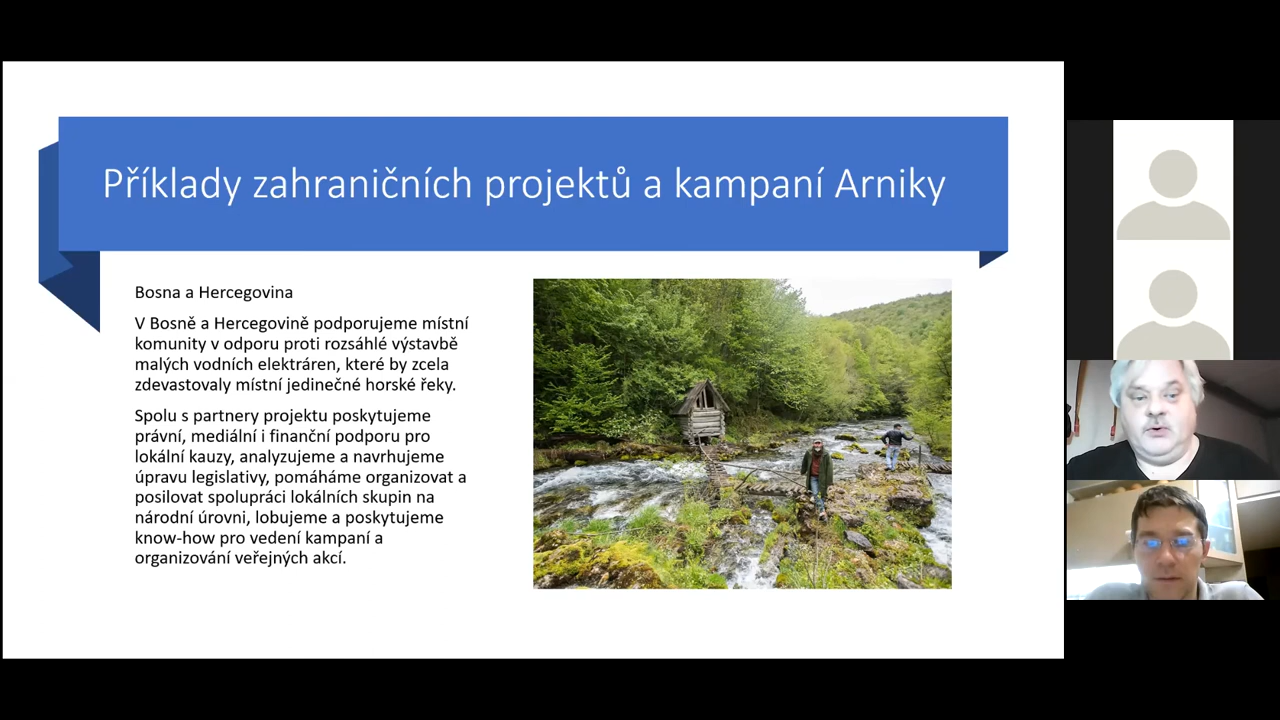 Příklady zahraničních projektů a kampaní Arniky
Bosna a Hercegovina
V Bosně a Hercegovině podporujeme místní
komunity v odporu proti rozsáhlé výstavbě
malých vodních elektráren, které by zcela
zdevastovaly místní jedinečné horské řeky.
Spolu s partnery projektu poskytujeme
právní, mediální i finanční podporu pro
lokální kauzy, analyzujeme a navrhujeme
úpravu legislativy, pomáháme organizovat a
posilovat spolupráci lokálních skupin na
národní úrovni, lobujeme a poskytujeme
know-how pro vedení kampaní a
organizování veřejných akcí.